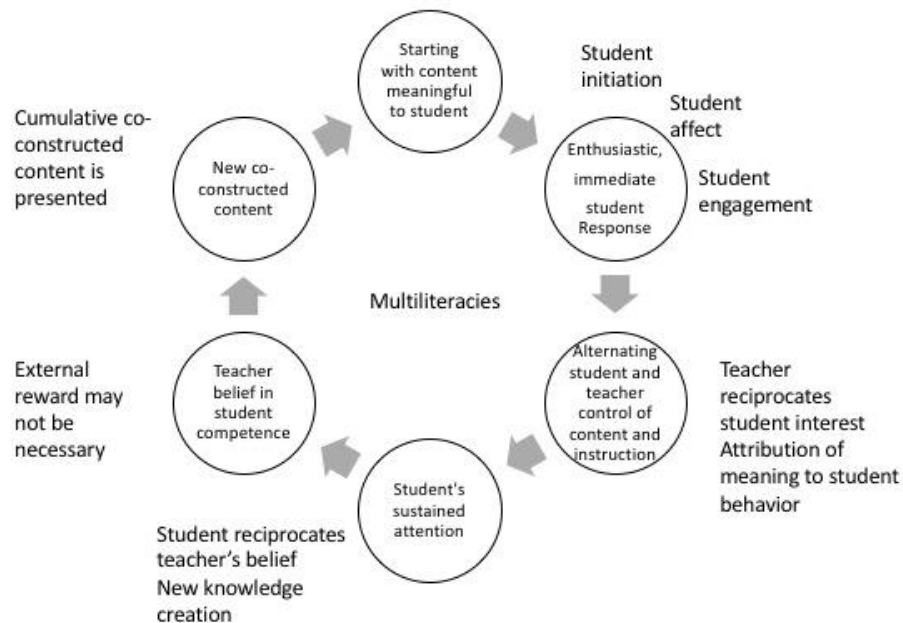 Starting
with content
meaningful
to student
Student
initiation
Student
affect
Enthusiastic,
immediate
student
Response
Student
engagement
Cumulative co-
constructed
content is
presented
New co-
constructed
content
Multiliteracies
Alternating
student and
teacher
control of
content and
instruction
Teacher
reciprocates
student interest
Attribution of
meaning to student
behavior
Student's
sustained
attention
Student reciprocates
teacher’s belief
New knowledge
creation
Teacher
belief in
student
competence
External
reward may
not be
necessary